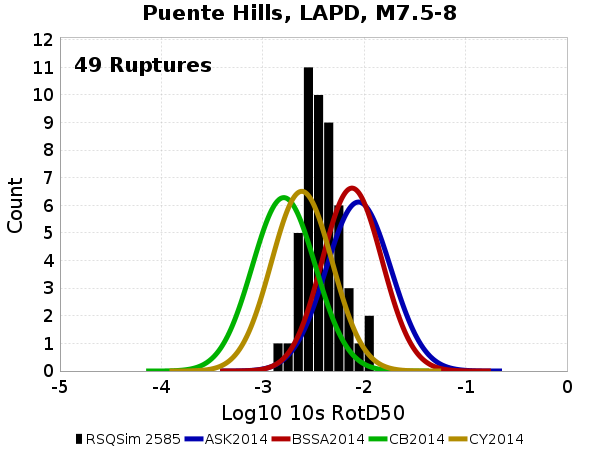 Puente Hills, LAPD, M7.5-8
12
49 Ruptures
11
10
9
8
7
6
5
4
3
2
1
0
Count
-5 -4 -3 -2 -1 0
Log10 10s RotD50
RSQSim 2585 ASK2014 BSSA2014 CB2014 CY2014